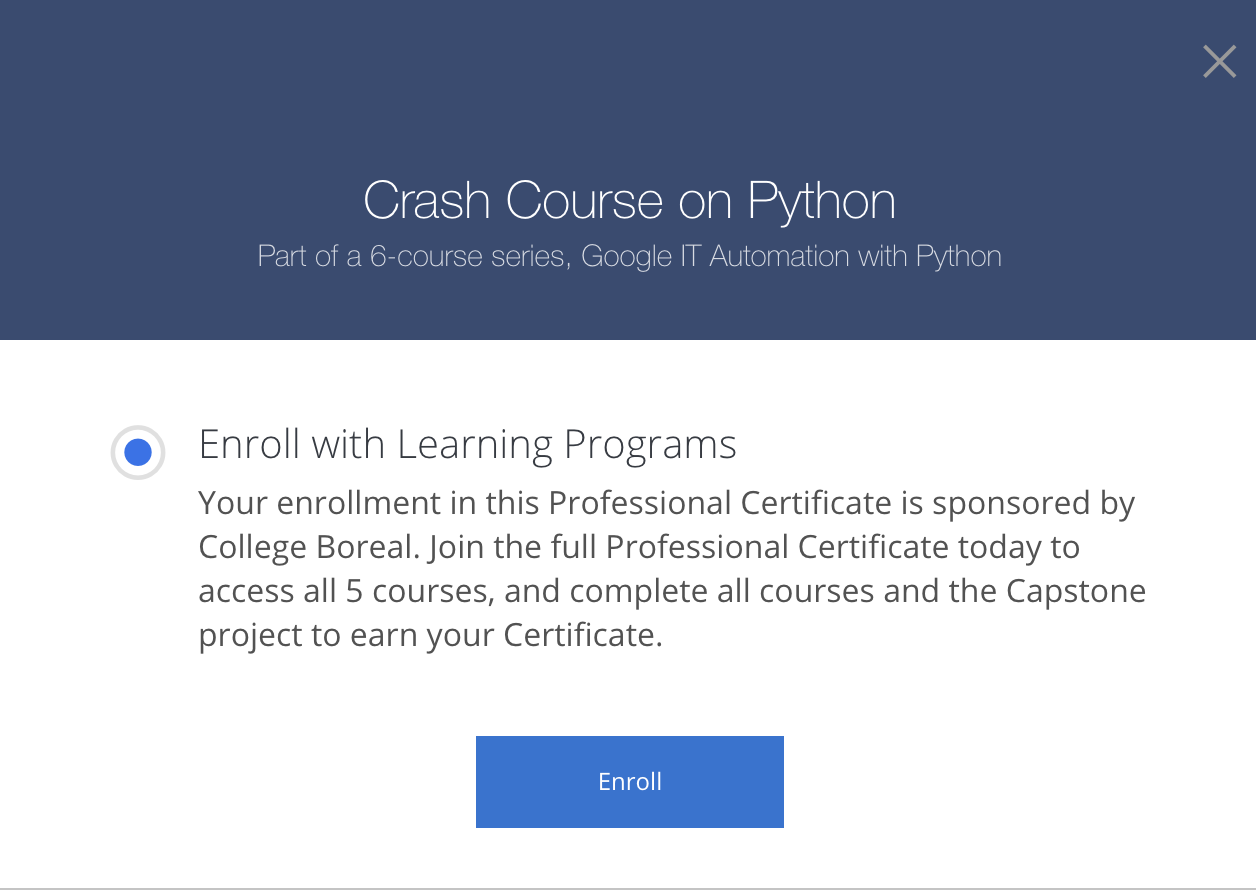 Crash Course on Python
Part of a 6-course series, Google IT Automation with Python
Enroll with Learning Programs
Your enrollment in this Professional Certificate is sponsored by
College Boreal. Join the full Professional Certificate today to
access all 5 courses, and complete all courses and the Capstone
project to earn your Certificate.
Enroll